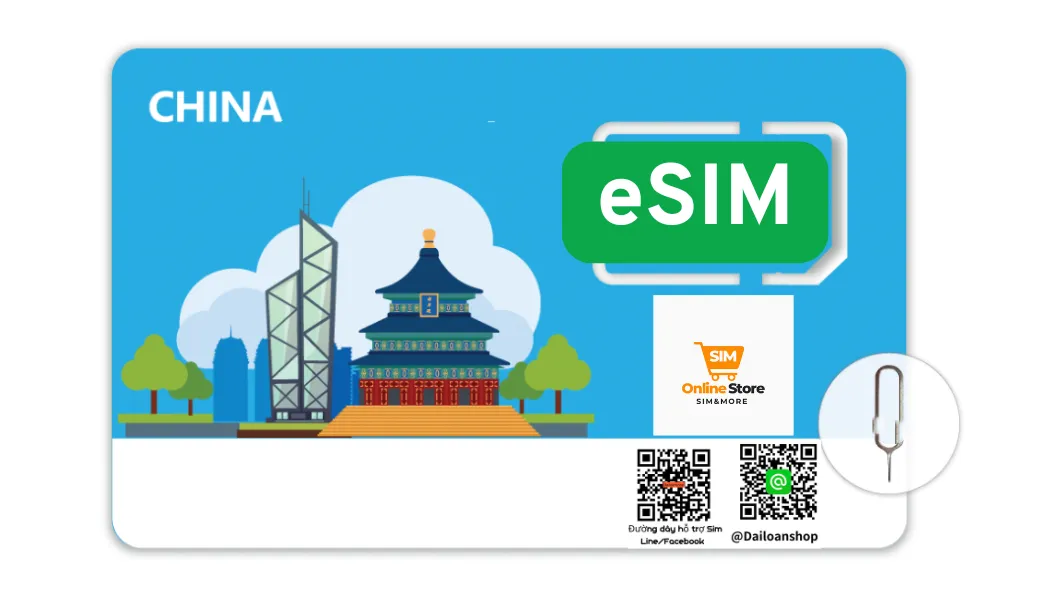 CHINA
eSIM
SIM
Online Store
SIM&MORE
Đường dây hỗ trợ Sim
Line/Facebook
@Dailoanshop